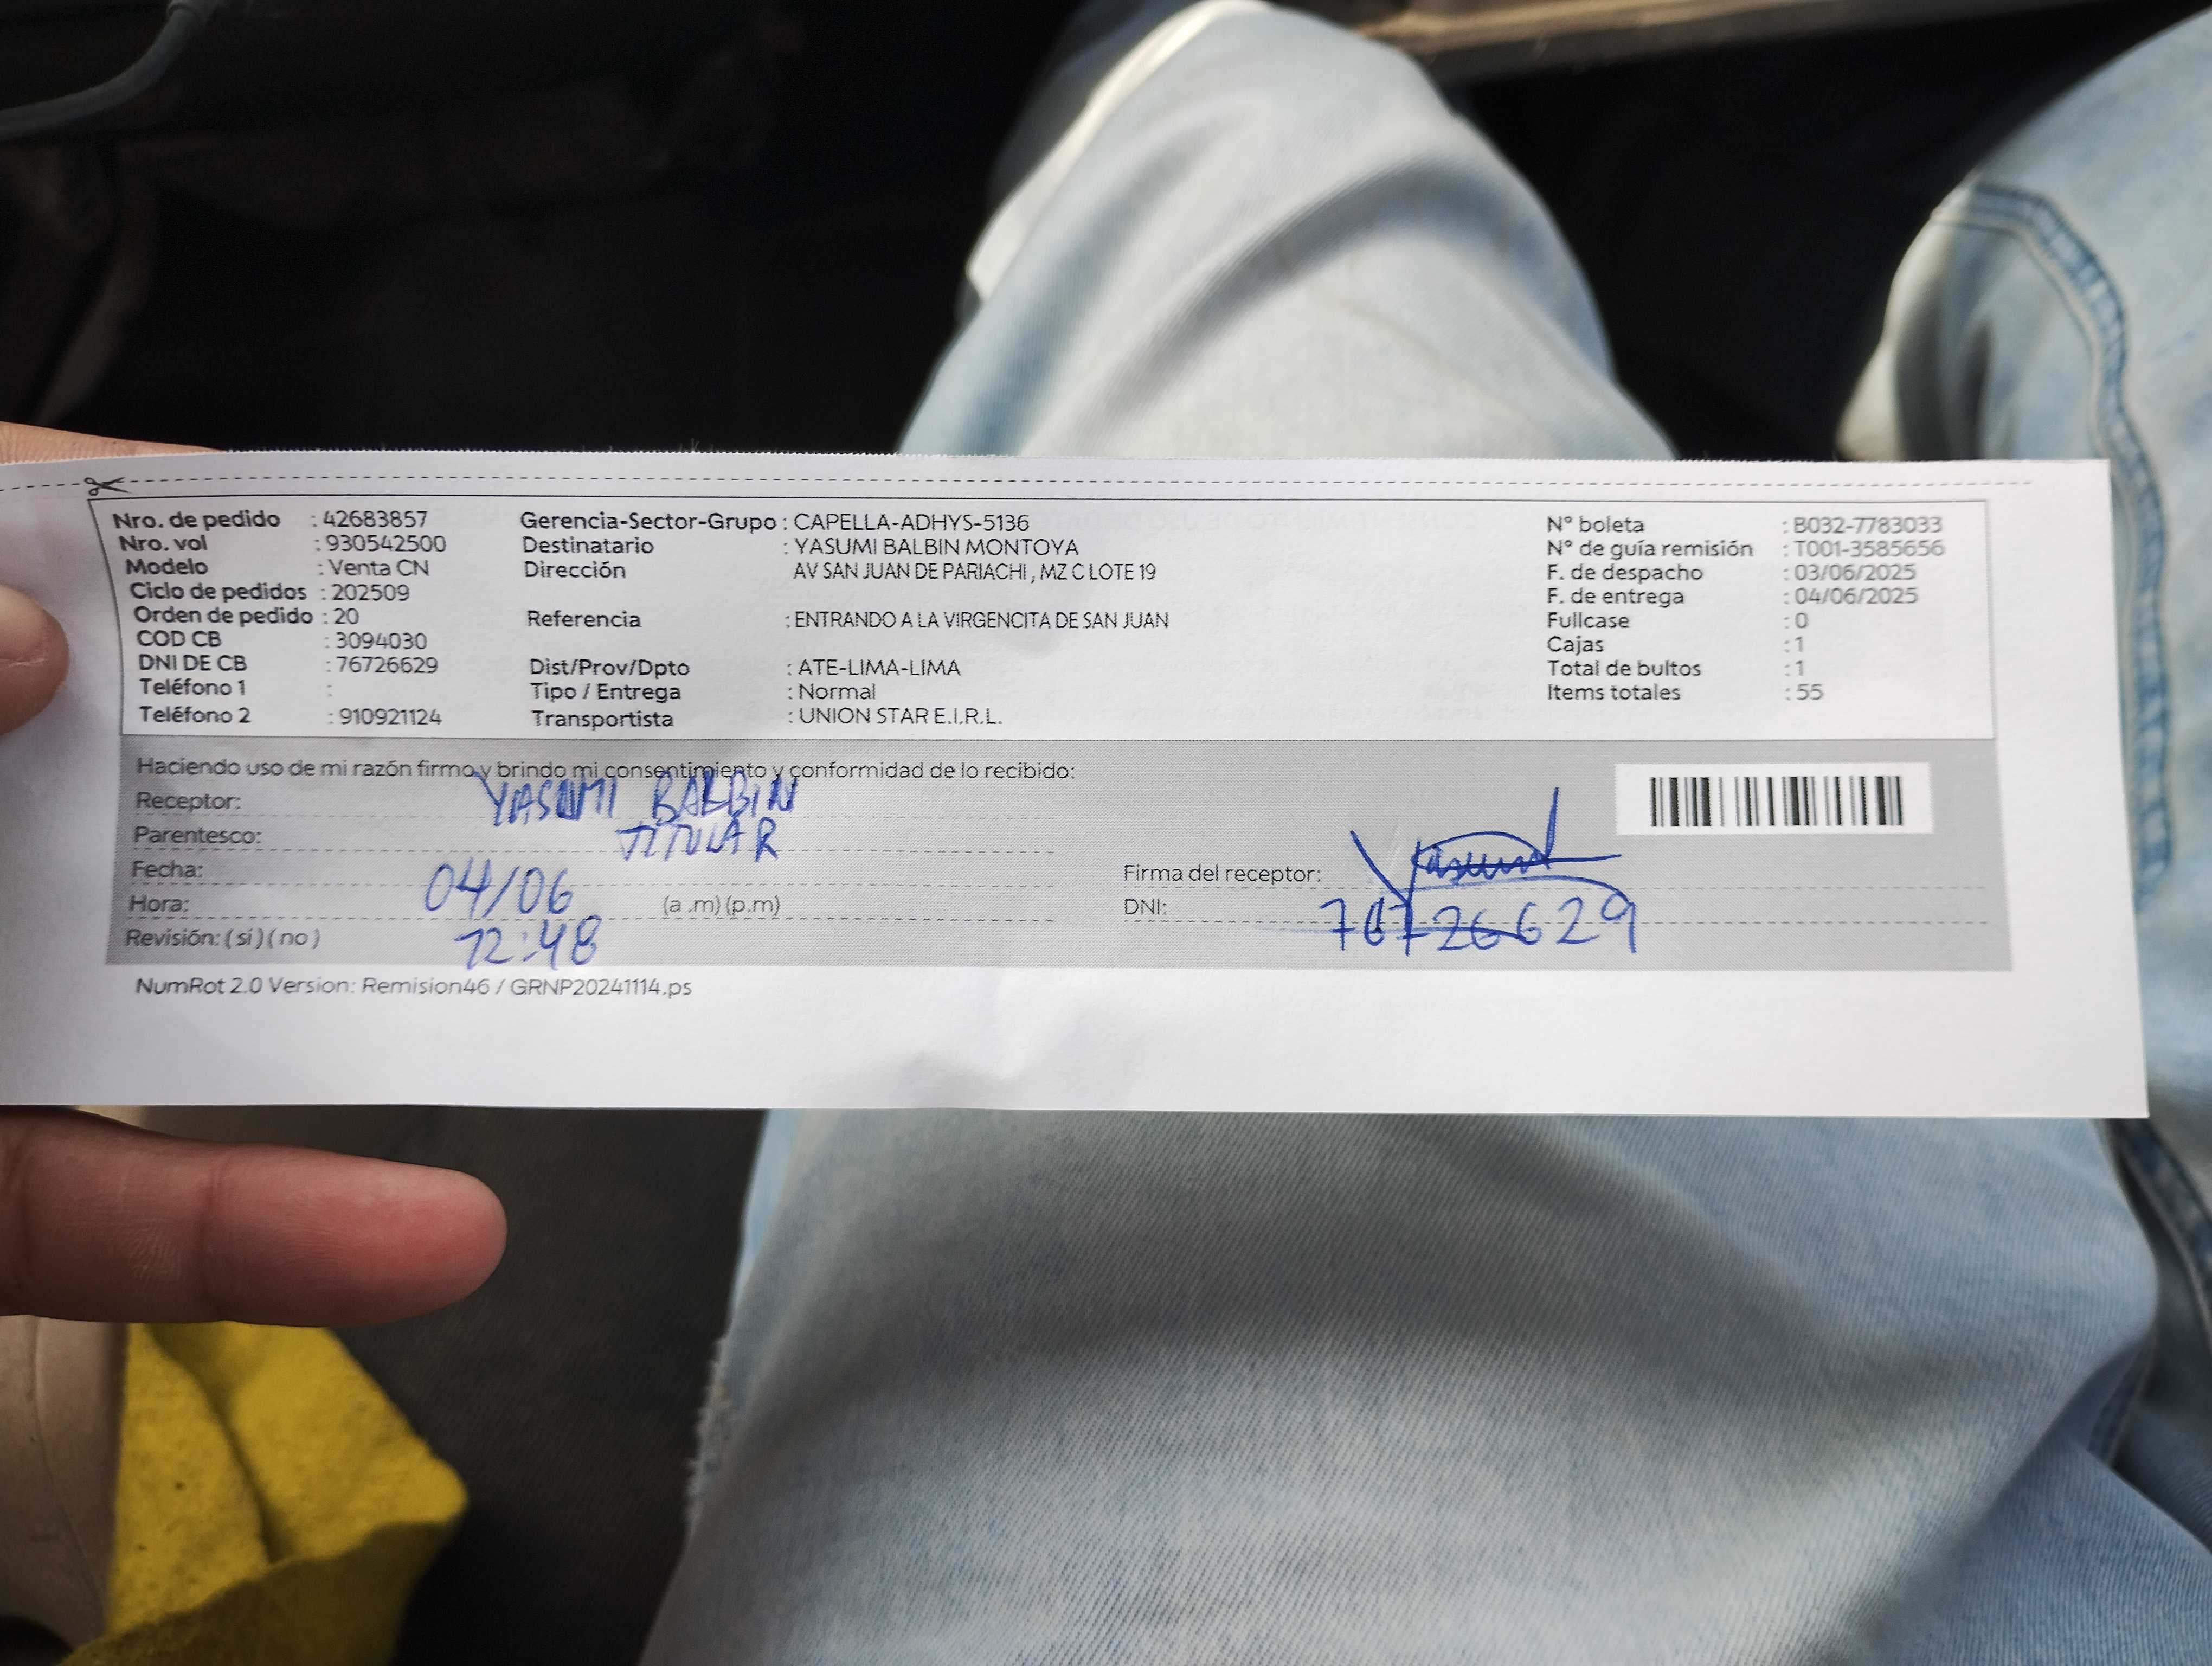 Nro. de pedido : 42683857
Nro. vol : 930542500
Modelo : Venta CN
Ciclo de pedidos : 202509
Orden de pedido : 20
COD CB : 3094030
DNI DE CB : 76726629
Teléfono 1 :
Teléfono 2 : 910921124
Gerencia-Sector-Grupo : CAPELLA-ADHYS-5136
Destinatario : YASUMI BALBIN MONTOYA
Dirección AV SAN JUAN DE PARIACHI , MZ C LOTE 19
Referencia : ENTRANDO A LA VIRGENCITA DE SAN JUAN
Dist/Prov/Dpto : ATE-LIMA-LIMA
Tipo / Entrega : Normal
Transportista : UNION STAR E.I.R.L.
N° boleta : B032-7783033
N° de guía remisión : T001-3585656
F. de despacho : 03/06/2025
F. de entrega : 04/06/2025
Fullcase : 0
Cajas : 1
Total de bultos : 1
Items totales : 55
Haciendo uso de mi razón firmo y brindo mi consentimiento y conformidad de lo recibido:
Receptor: YASUMI BALBIN
Parentesco: TITULAR
Fecha: 04/06
Hora: 12:48 (a .m) (p.m)
Revisión: ( si ) ( no )
Firma del receptor: Yasumi
DNI: 76726629
NumRot 2.0 Version: Remision46 / GRNP20241114.ps